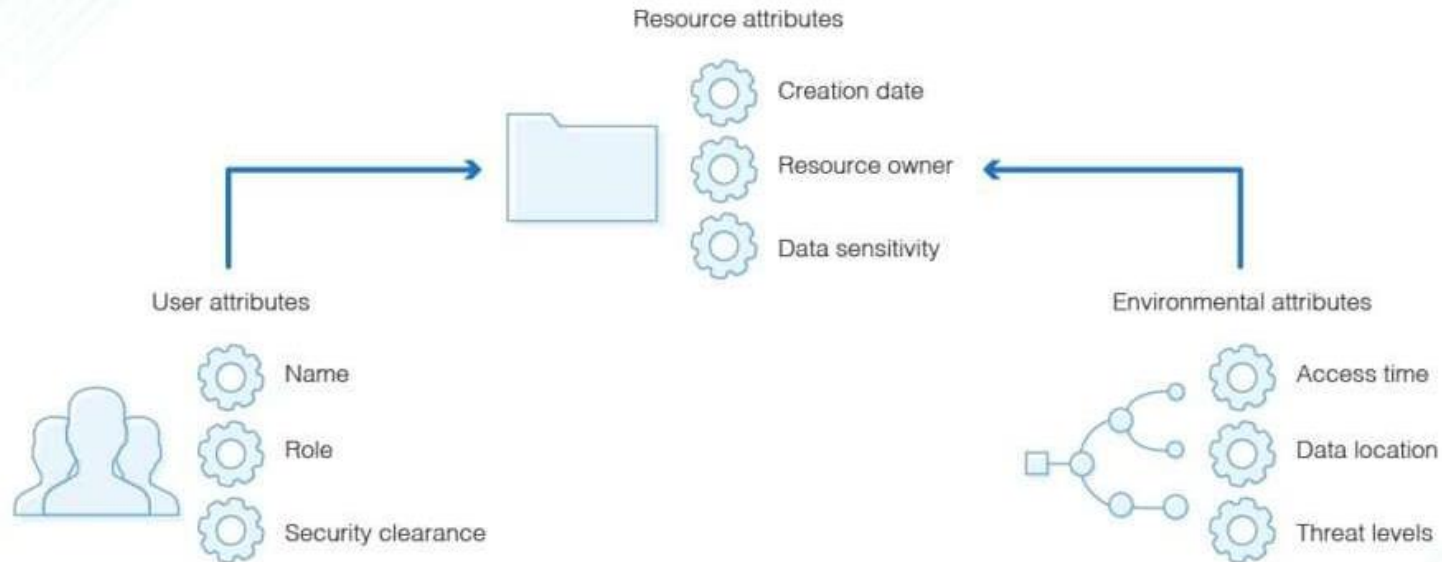 Resource attributes
Creation date
Resource owner
Data sensitivity
User attributes
Name
Role
Security clearance
Environmental attributes
Access time
Data location
Threat levels